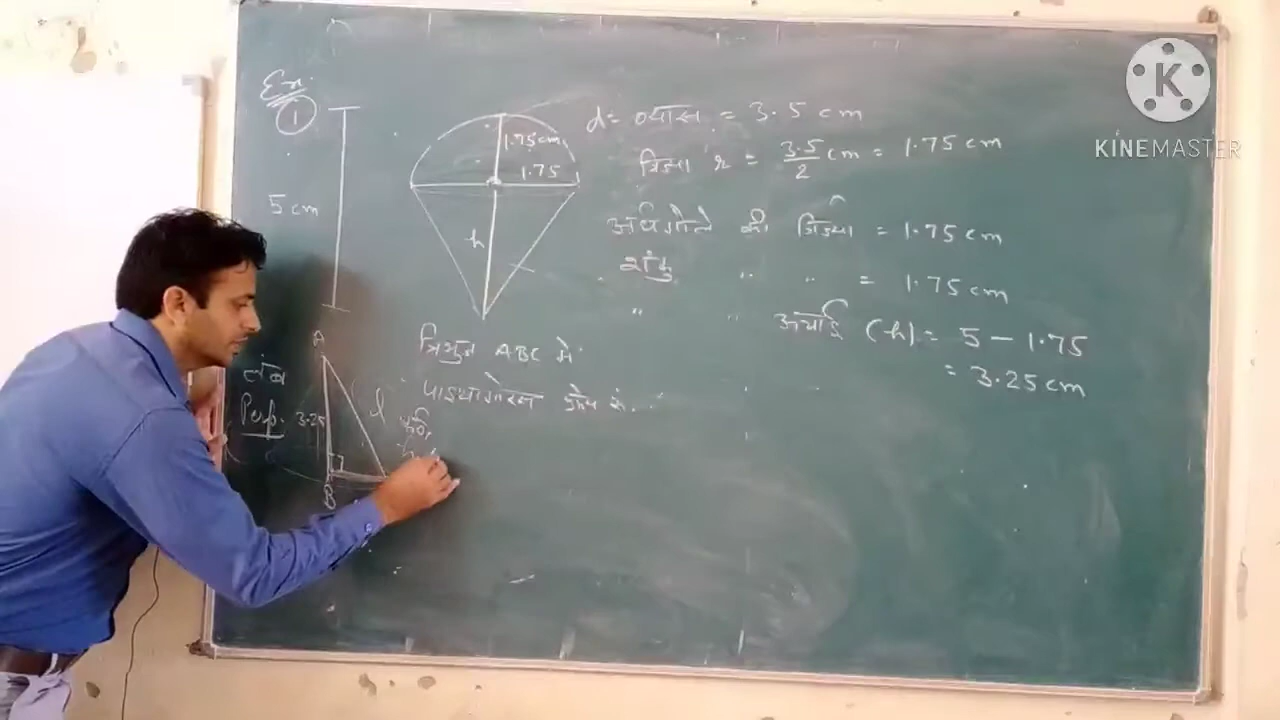 Ex.
1
5 cm
1.75cm
1.75
h
d = व्यास = 3.5 cm
त्रिज्या r = 3.5/2 cm = 1.75 cm
अर्धगोले की त्रिज्या = 1.75 cm
शंकु " " = 1.75 cm
" " ऊँचाई (h) = 5 - 1.75
= 3.25 cm
त्रिभुज ABC में
पाइथागोरस प्रमेय से
A
लंब
Perp. 3.25
l
B
K
KINEMASTER